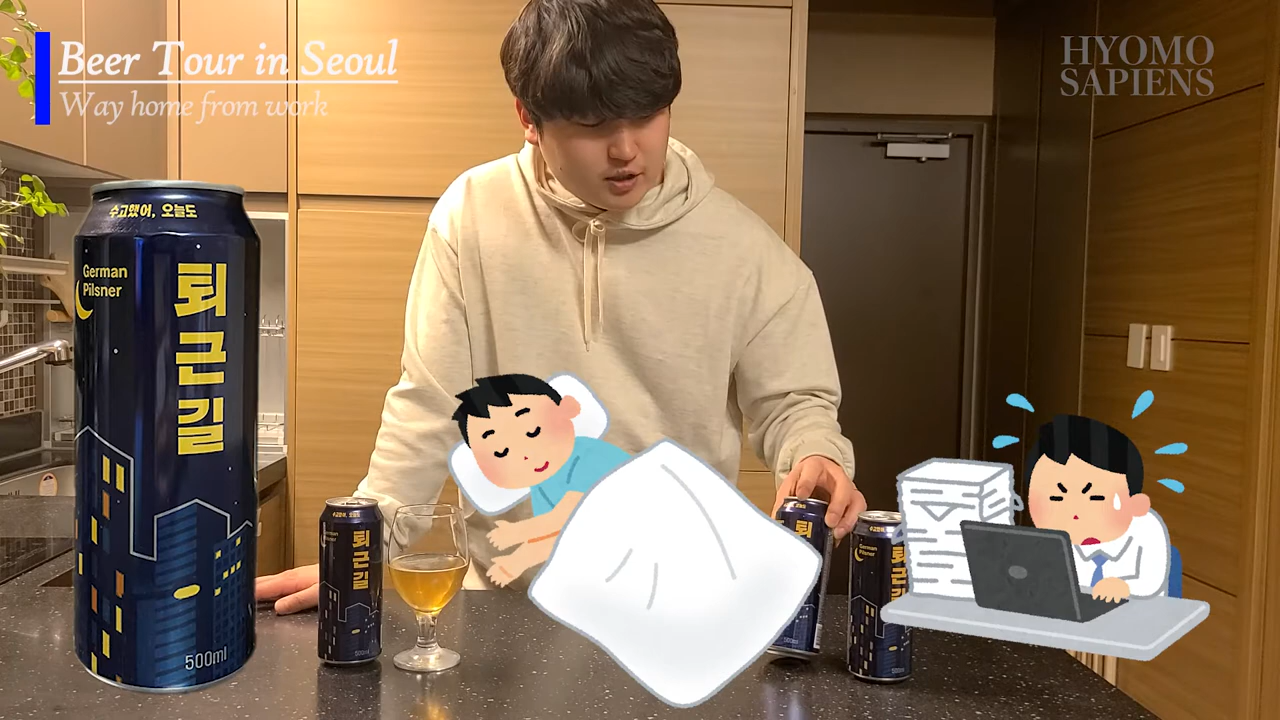 Beer Tour in Seoul
Way home from work
HYOMO
SAPIENS
수고했어, 오늘도
German
Pilsner
퇴
근
길
500ml
퇴
근
길
퇴
퇴
근
길